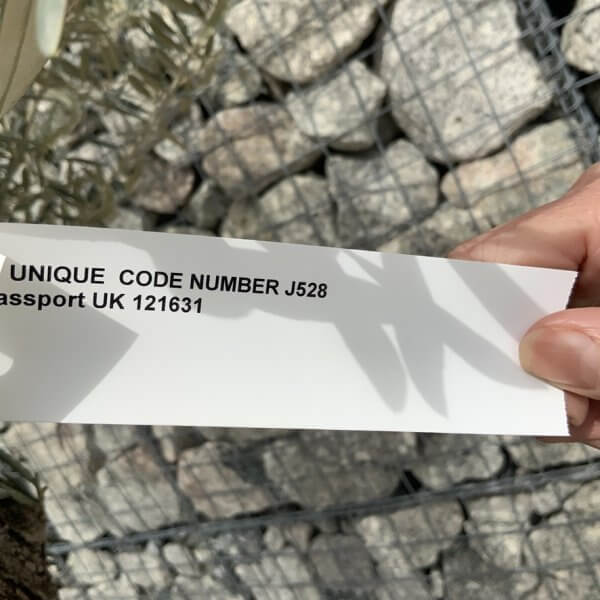 UNIQUE CODE NUMBER J528
assport UK 121631